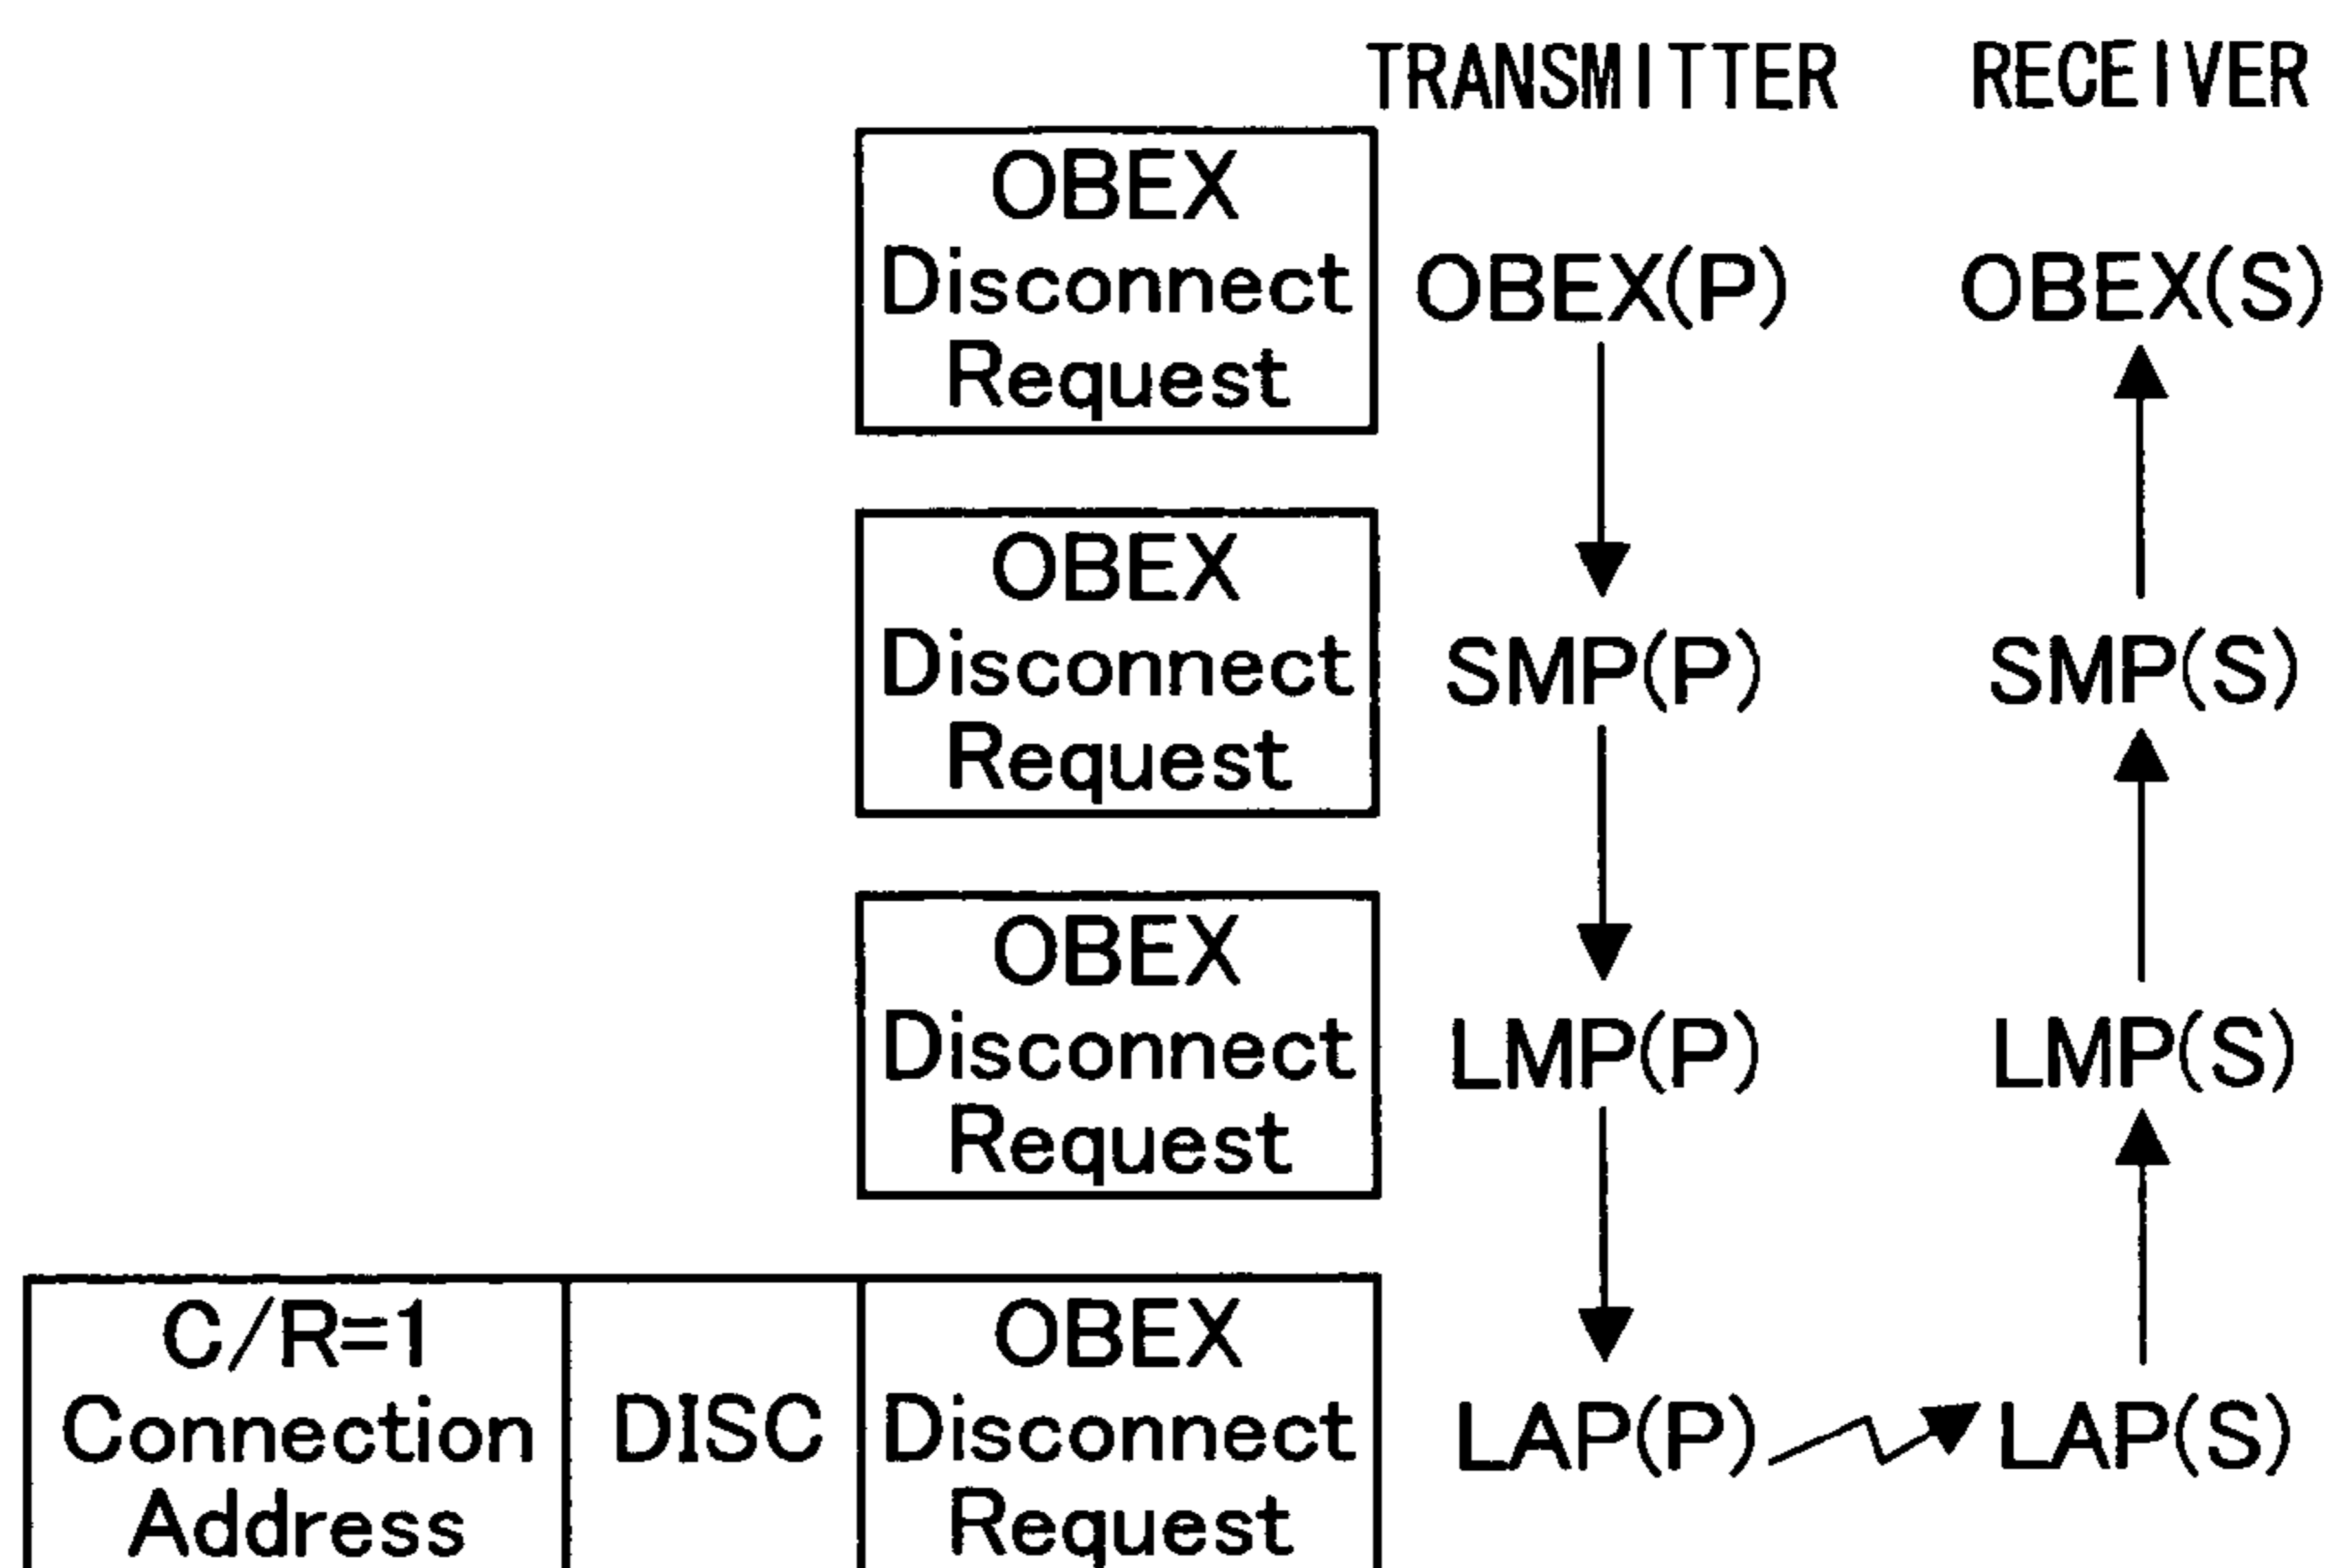 TRANSMITTER RECEIVER
OBEX
Disconnect
Request
OBEX(P) OBEX(S)
OBEX
Disconnect
Request
SMP(P) SMP(S)
OBEX
Disconnect
Request
LMP(P) LMP(S)
C/R=1
Connection
Address
DISC
OBEX
Disconnect
Request
LAP(P) LAP(S)